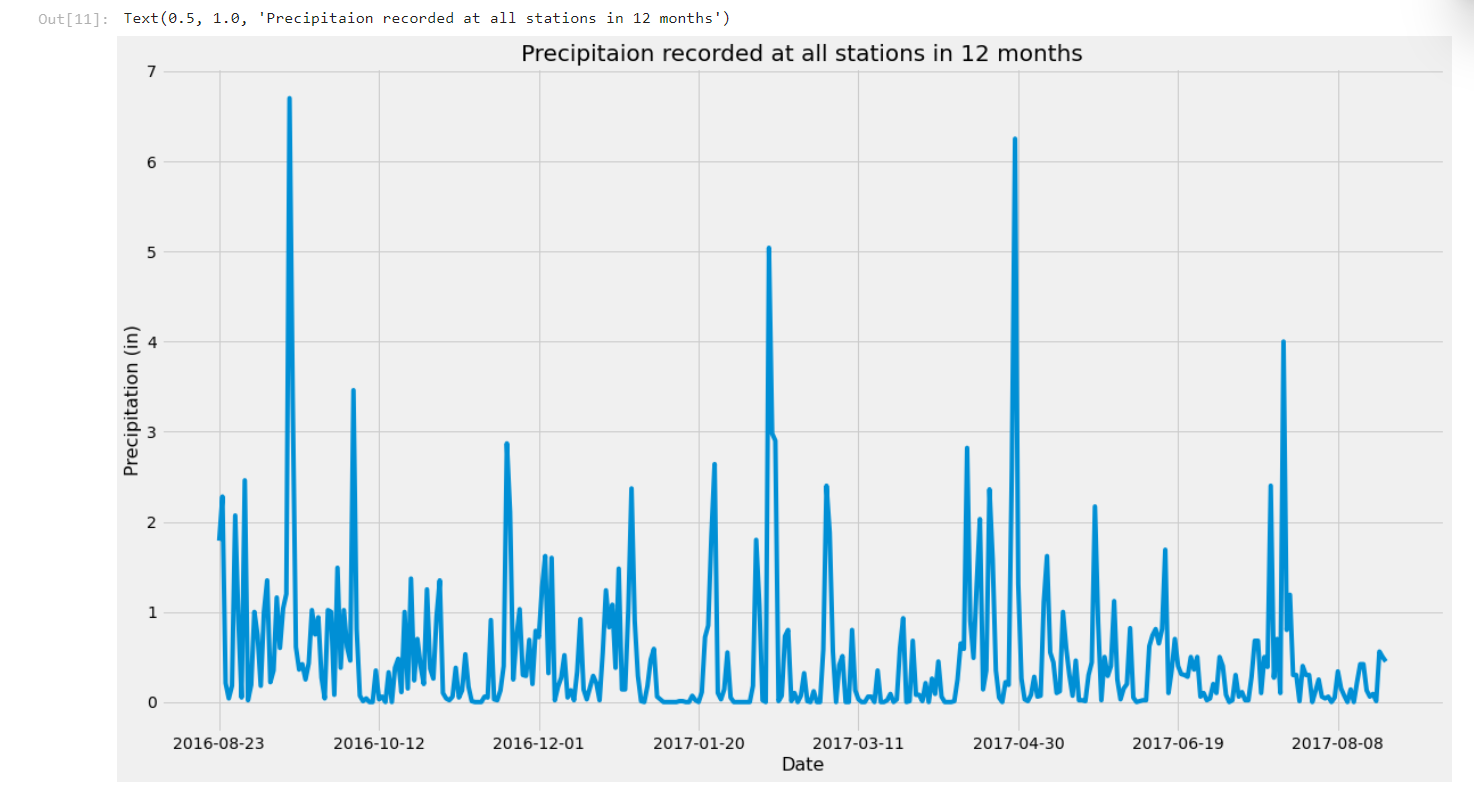 Out[11]: Text(0.5, 1.0, 'Precipitaion recorded at all stations in 12 months')
Precipitaion recorded at all stations in 12 months
7
6
5
4
3
2
1
0
Precipitation (in)
2016-08-23 2016-10-12 2016-12-01 2017-01-20 2017-03-11 2017-04-30 2017-06-19 2017-08-08
Date